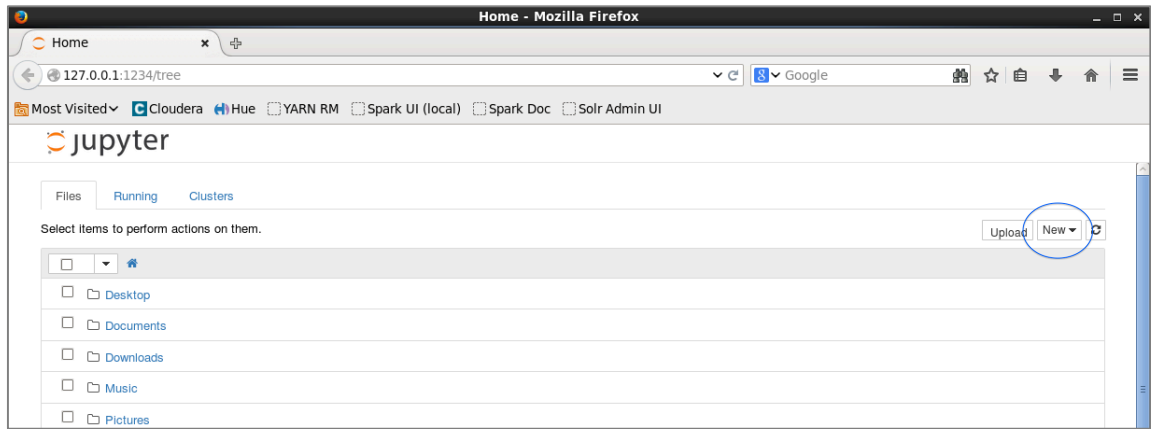 Home - Mozilla Firefox
Home
127.0.0.1:1234/tree
Google
Most Visited Cloudera Hue YARN RM Spark UI (local) Spark Doc Solr Admin UI
jupyter
Files Running Clusters
Select items to perform actions on them. Upload New
Desktop
Documents
Downloads
Music
Pictures